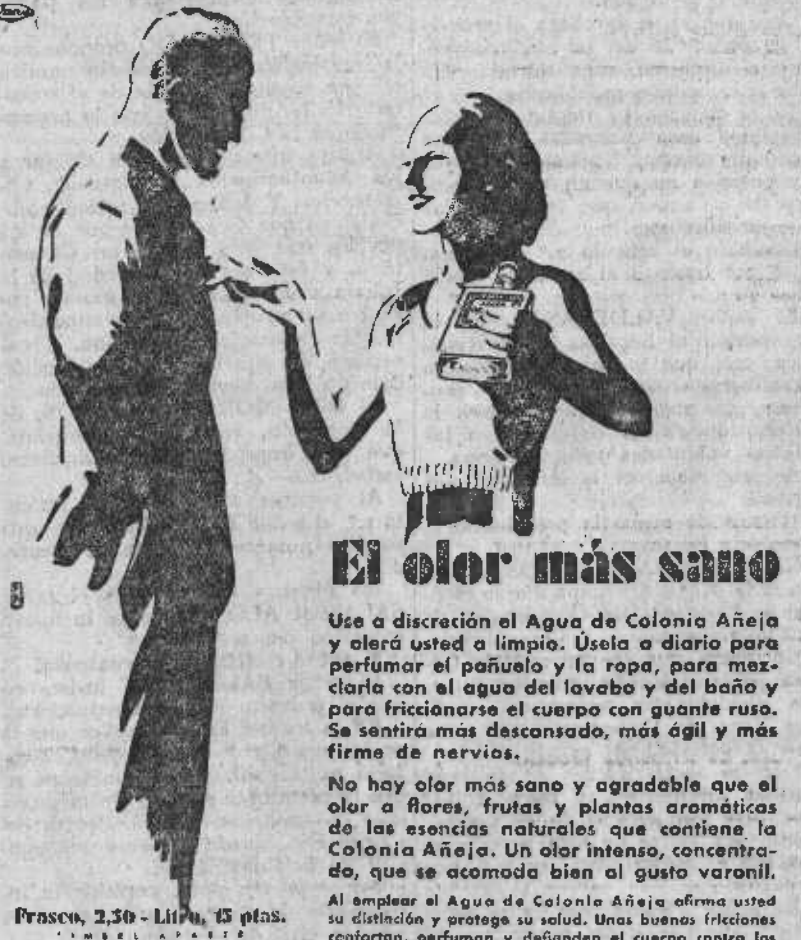 El olor más sano
Use a discreción el Agua de Colonia Añeja
y olerá usted a limpio. Úsela a diario para
perfumar el pañuelo y la ropa, para mez-
clarla con el agua del lavabo y del baño y
para friccionarse el cuerpo con guante ruso.
Se sentirá más descansado, más ágil y más
firme de nervios.
No hay olor más sano y agradable que el
olor a flores, frutas y plantas aromáticas
de las esencias naturales que contiene la
Colonia Añeja. Un olor intenso, concentra-
do, que se acomoda bien al gusto varonil.
Al emplear el Agua de Colonia Añeja afirma usted
su distinción y protege su salud. Unas buenas fricciones
confortan, perfuman y defienden el cuerpo contra los
Frasco, 2,50 - Litro, 15 ptas.
TIMBRE APARTE